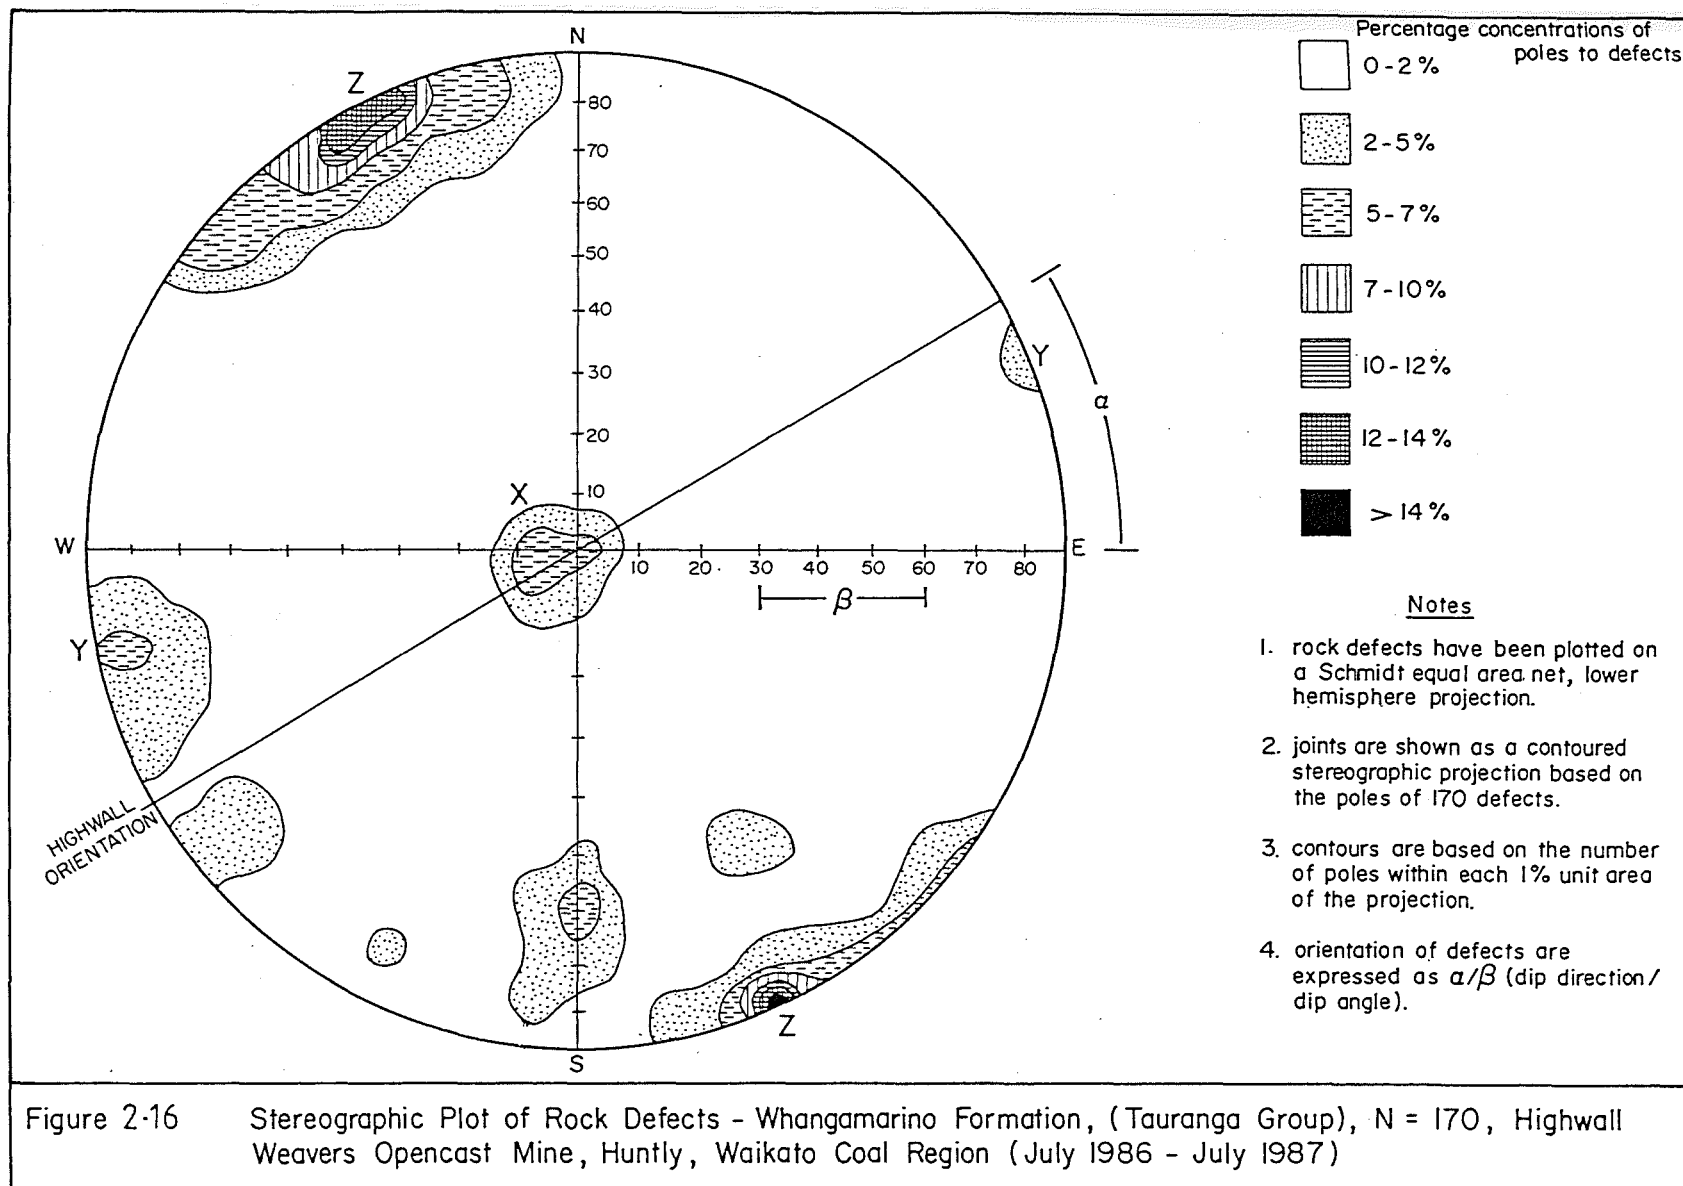 N
Z
80
70
60
50
40
30
20
10
X
W
E
10 20 30 40 50 60 70 80
β
α
Y
Y
HIGHWALL
ORIENTATION
Z
S
Percentage concentrations of
poles to defects
0-2%
2-5%
5-7%
7-10%
10-12%
12-14%
>14%
Notes
1. rock defects have been plotted on
a Schmidt equal area net, lower
hemisphere projection.
2. joints are shown as a contoured
stereographic projection based on
the poles of 170 defects.
3. contours are based on the number
of poles within each 1% unit area
of the projection.
4. orientation of defects are
expressed as α/β (dip direction/
dip angle).
Figure 2·16 Stereographic Plot of Rock Defects - Whangamarino Formation, (Tauranga Group), N = 170, Highwall
Weavers Opencast Mine, Huntly, Waikato Coal Region (July 1986 - July 1987)